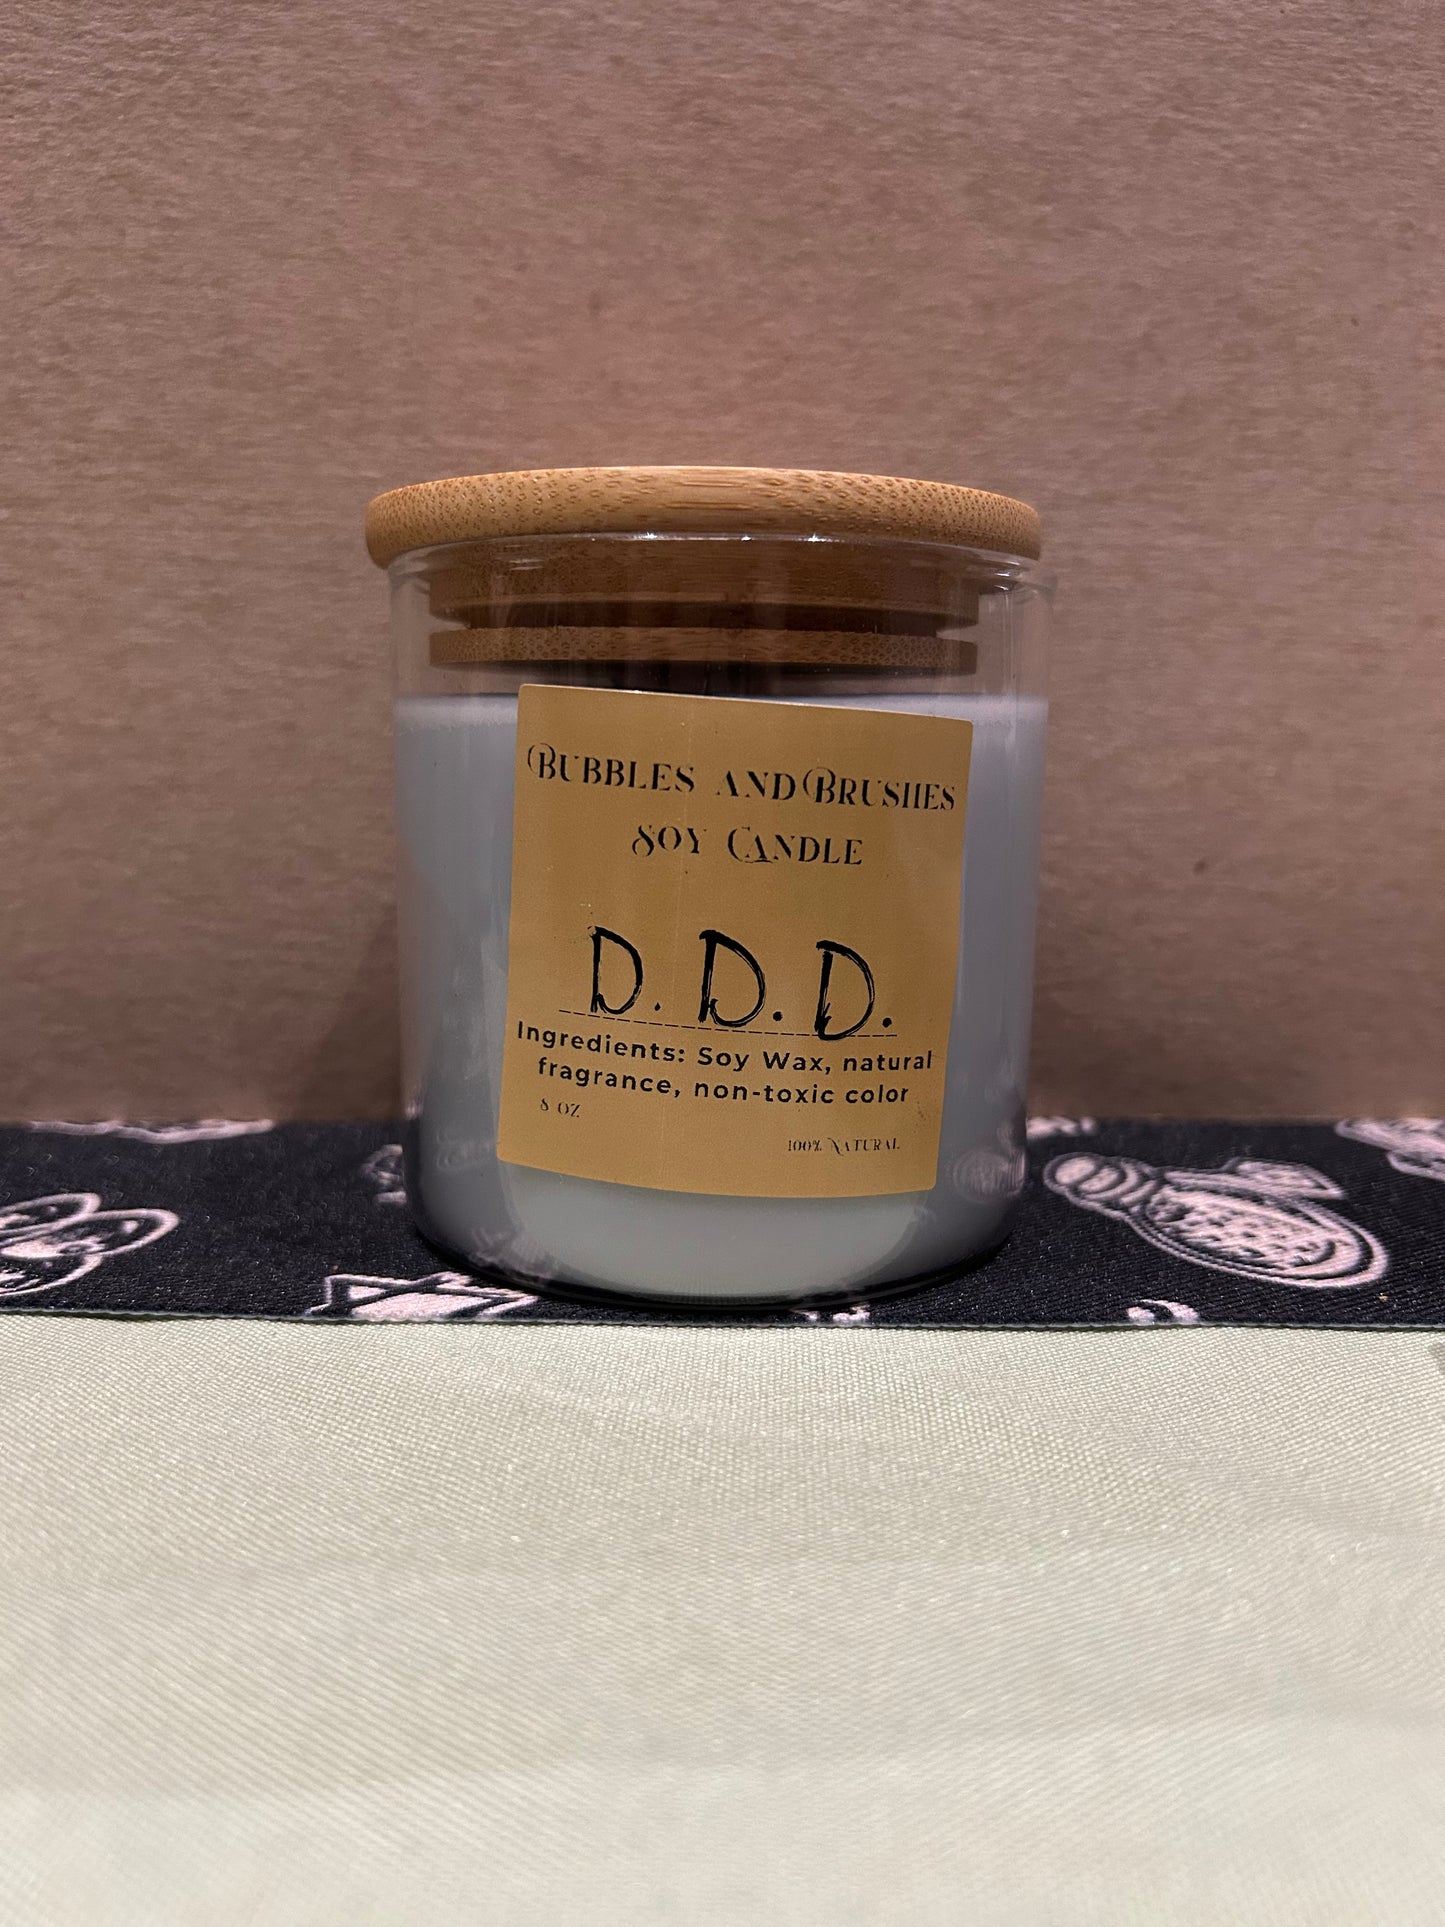 Bubbles and Brushes
Soy Candle
D. D. D.
Ingredients: Soy Wax, natural
fragrance, non-toxic color
8 oz
100% Natural